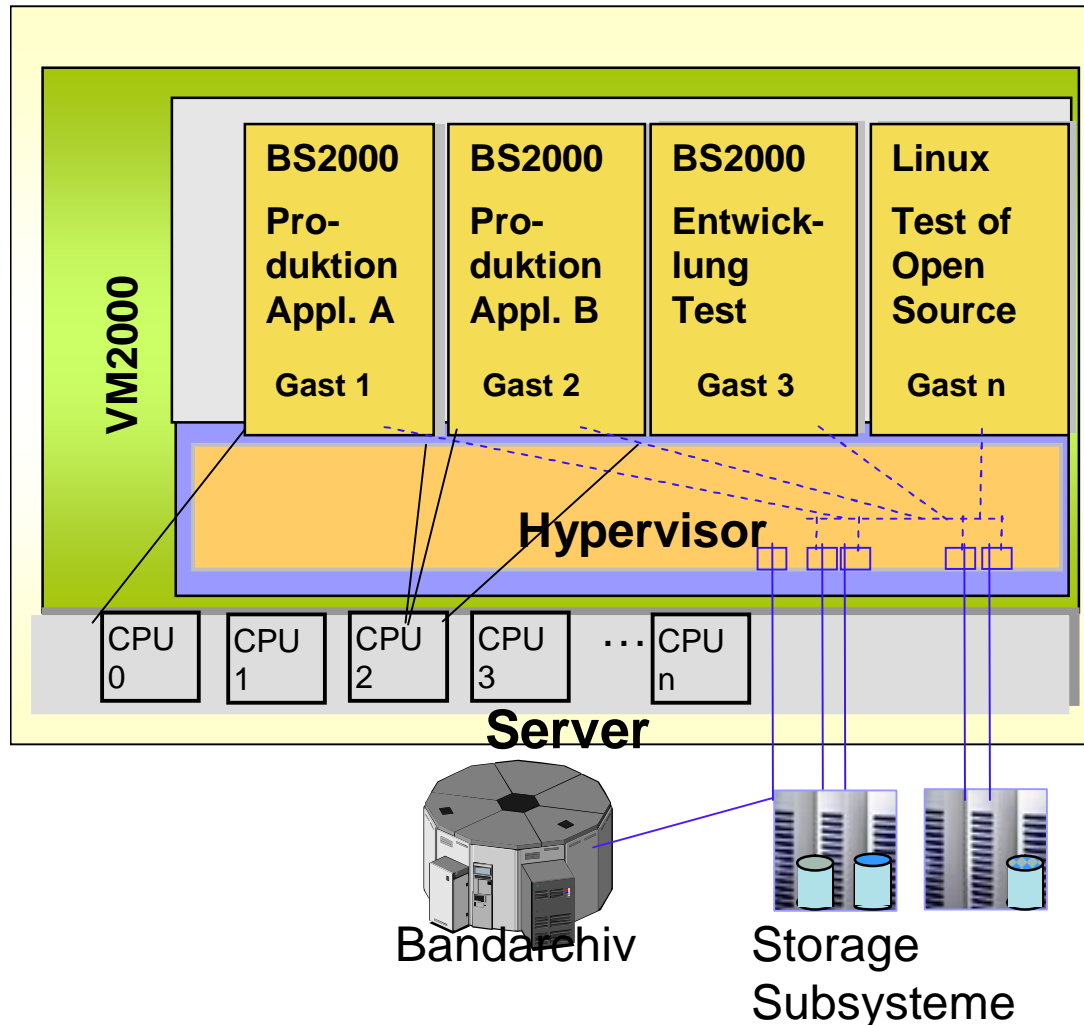 VM2000
BS2000
Pro-
duktion
Appl. A
Gast 1
BS2000
Pro-
duktion
Appl. B
Gast 2
BS2000
Entwick-
lung
Test
Gast 3
Linux
Test of
Open
Source
Gast n
Hypervisor
CPU
0
CPU
1
CPU
2
CPU
3
...
CPU
n
Server
Bandarchiv
Storage
Subsysteme